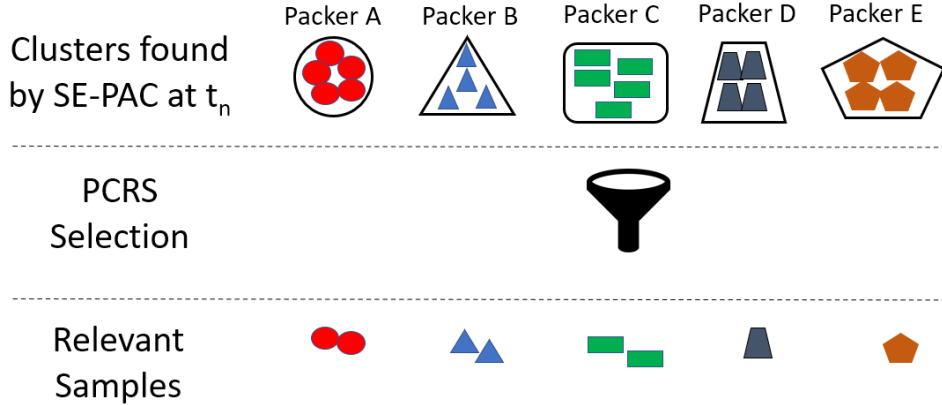 Packer A Packer B Packer C Packer D Packer E
Clusters found
by SE-PAC at tn
PCRS
Selection
Relevant
Samples